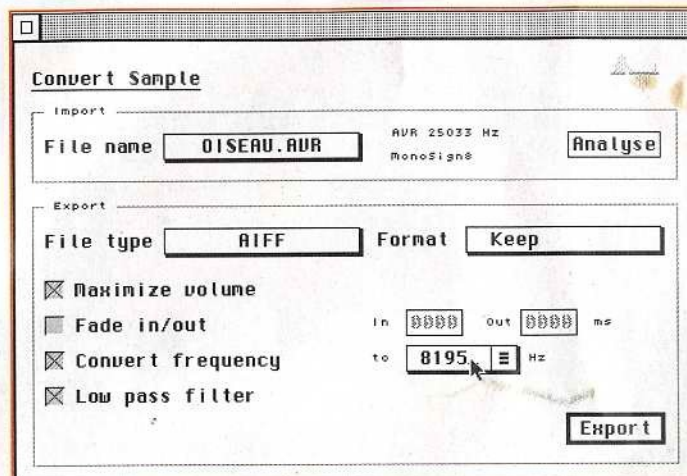 Convert Sample
Import
File name OISEAU.AVR AVR 25033 Hz
MonoSign8 Analyse
Export
File type AIFF Format Keep
Maximize volume
Fade in/out In 0000 Out 0000 ms
Convert frequency to 8195 Hz
Low pass filter
Export